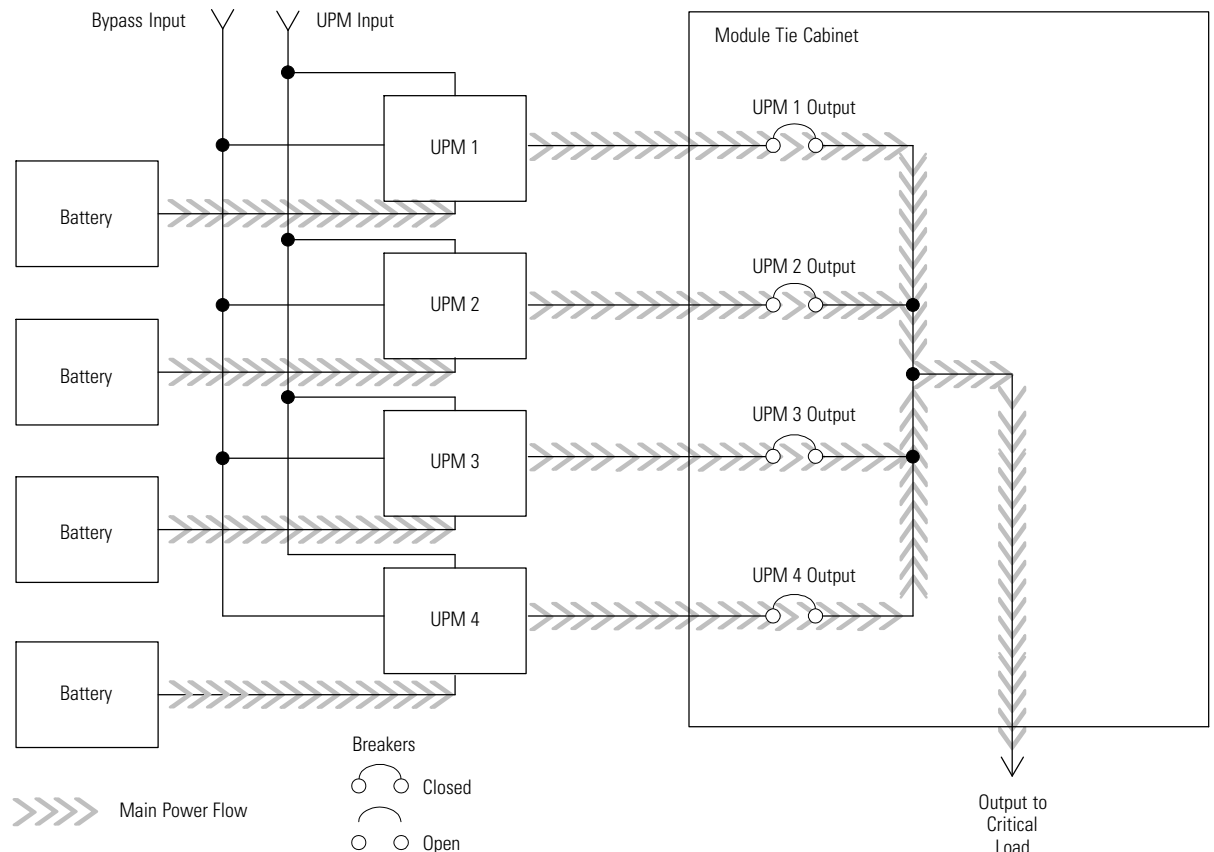 Bypass Input
UPM Input
Module Tie Cabinet
UPM 1 Output
UPM 1
Battery
UPM 2 Output
UPM 2
Battery
UPM 3 Output
UPM 3
Battery
UPM 4 Output
UPM 4
Battery
Breakers
Closed
Main Power Flow
Open
Output to
Critical
Load